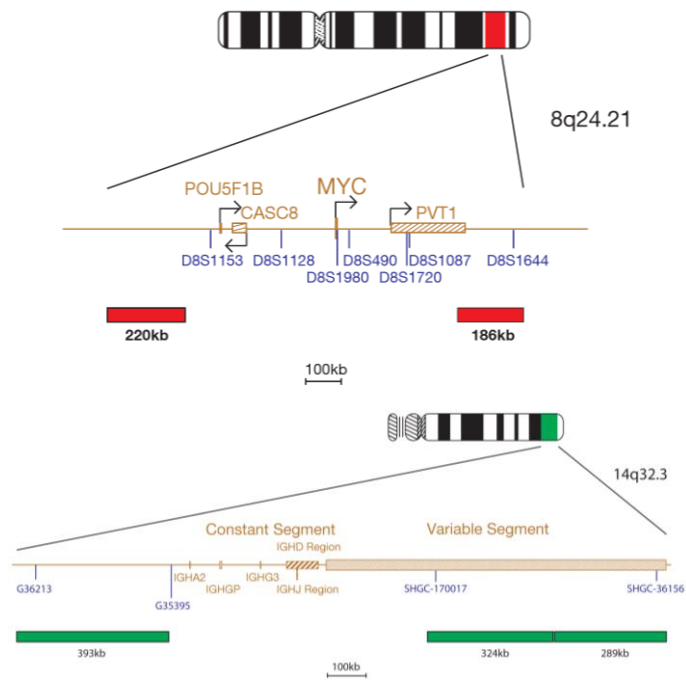 8q24.21
MYC
POU5F1B
CASC8
PVT1
D8S1153 D8S1128 D8S490 D8S1087 D8S1644
D8S1980 D8S1720
220kb 186kb
100kb
14q32.3
Constant Segment Variable Segment
IGHD Region
IGHA2 IGHG3
G36213 IGHGP IGHJ Region SHGC-170017 SHGC-36156
G35395
393kb 324kb 289kb
100kb